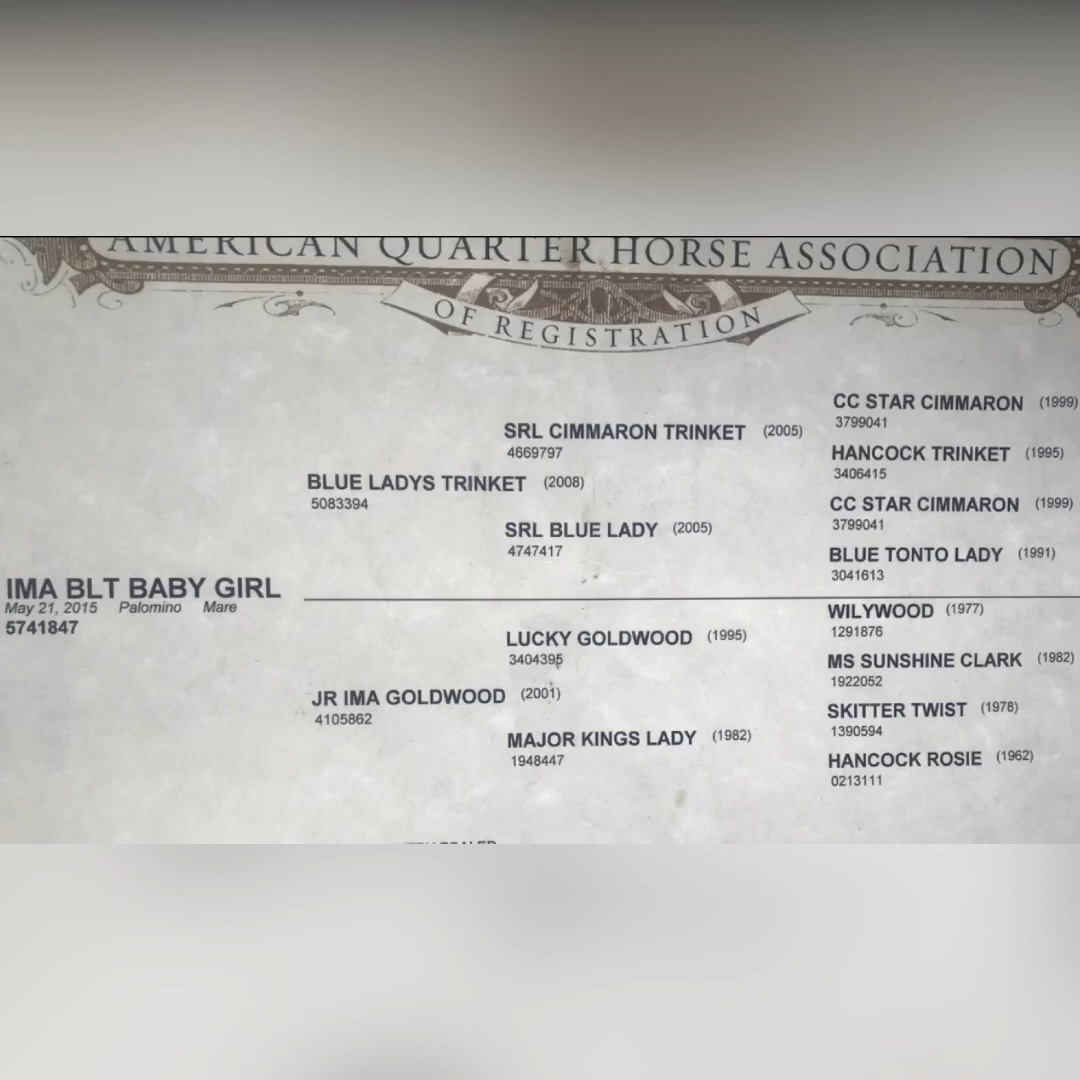 AMERICAN QUARTER HORSE ASSOCIATION
OF REGISTRATION
CC STAR CIMMARON (1999)
3799041
SRL CIMMARON TRINKET (2005)
4669797
HANCOCK TRINKET (1995)
3406415
BLUE LADYS TRINKET (2008)
5083394
CC STAR CIMMARON (1999)
3799041
SRL BLUE LADY (2005)
4747417
BLUE TONTO LADY (1991)
3041613
IMA BLT BABY GIRL
May 21, 2015 Palomino Mare
5741847
WILYWOOD (1977)
1291876
LUCKY GOLDWOOD (1995)
3404395
MS SUNSHINE CLARK (1982)
1922052
JR IMA GOLDWOOD (2001)
4105862
SKITTER TWIST (1978)
1390594
MAJOR KINGS LADY (1982)
1948447
HANCOCK ROSIE (1962)
0213111